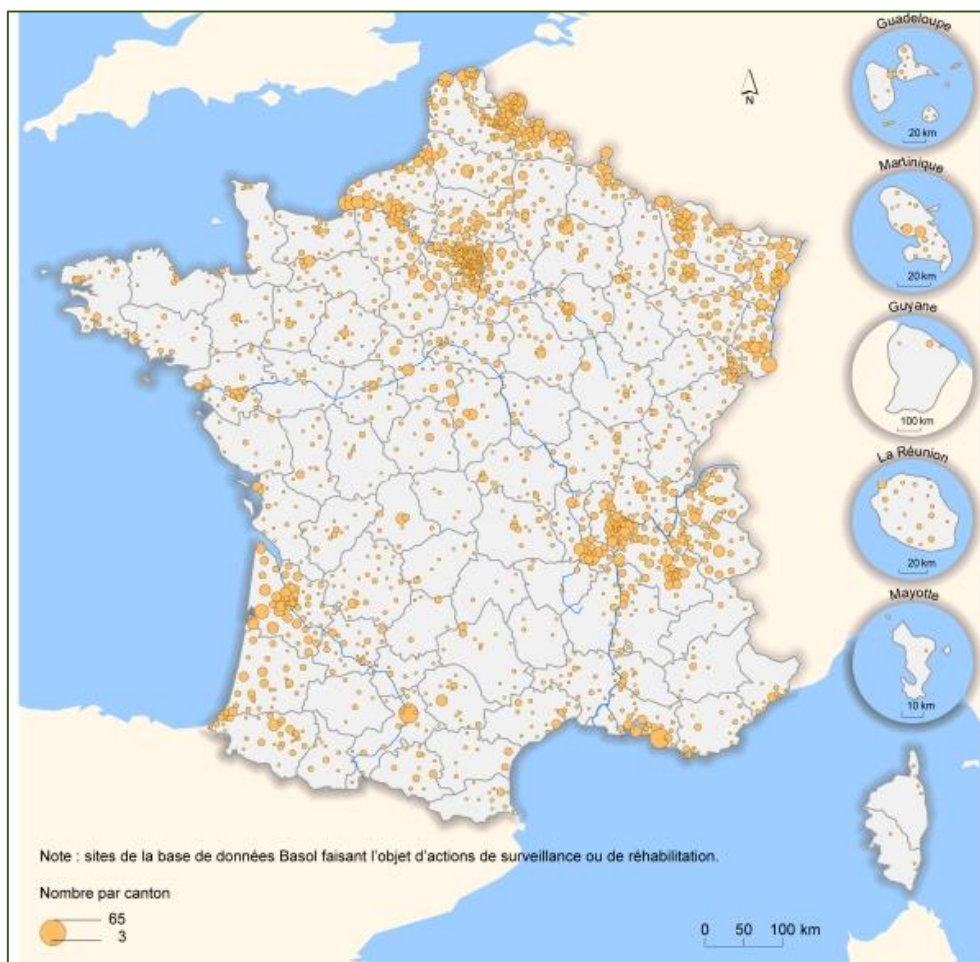 Guadeloupe
20 km
N
Martinique
20 km
Guyane
100 km
La Réunion
20 km
Mayotte
10 km
Note : sites de la base de données Basol faisant l'objet d'actions de surveillance ou de réhabilitation.
Nombre par canton
65
3
0 50 100 km